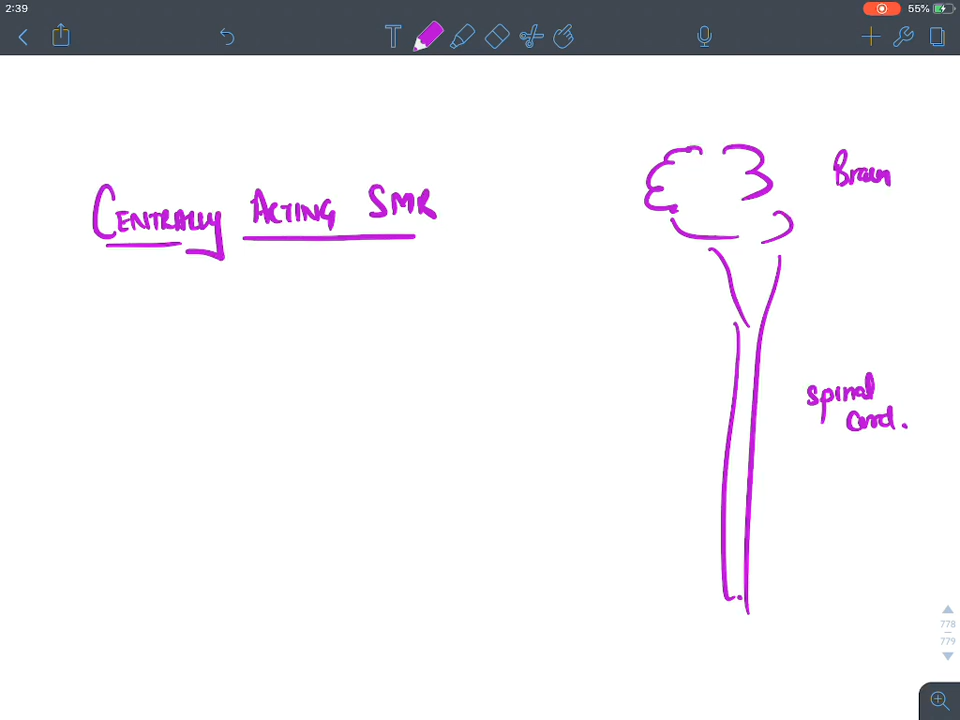 2:39
55%
T
CENTRALLY ACTING SMR
Brain
Spinal
Cord.
778
779